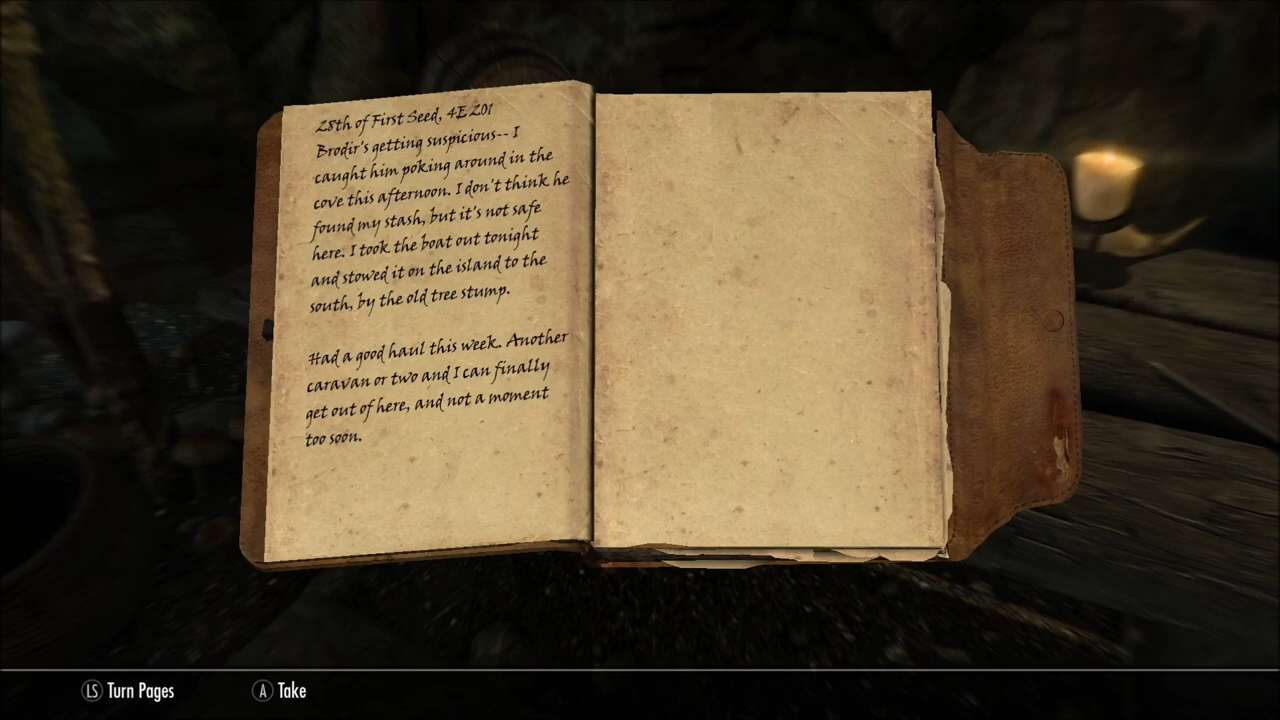 28th of First Seed, 4E 201
Brodir's getting suspicious-- I
caught him poking around in the
cove this afternoon. I don't think he
found my stash, but it's not safe
here. I took the boat out tonight
and stowed it on the island to the
south, by the old tree stump.
Had a good haul this week. Another
caravan or two and I can finally
get out of here, and not a moment
too soon.
LS Turn Pages
A Take